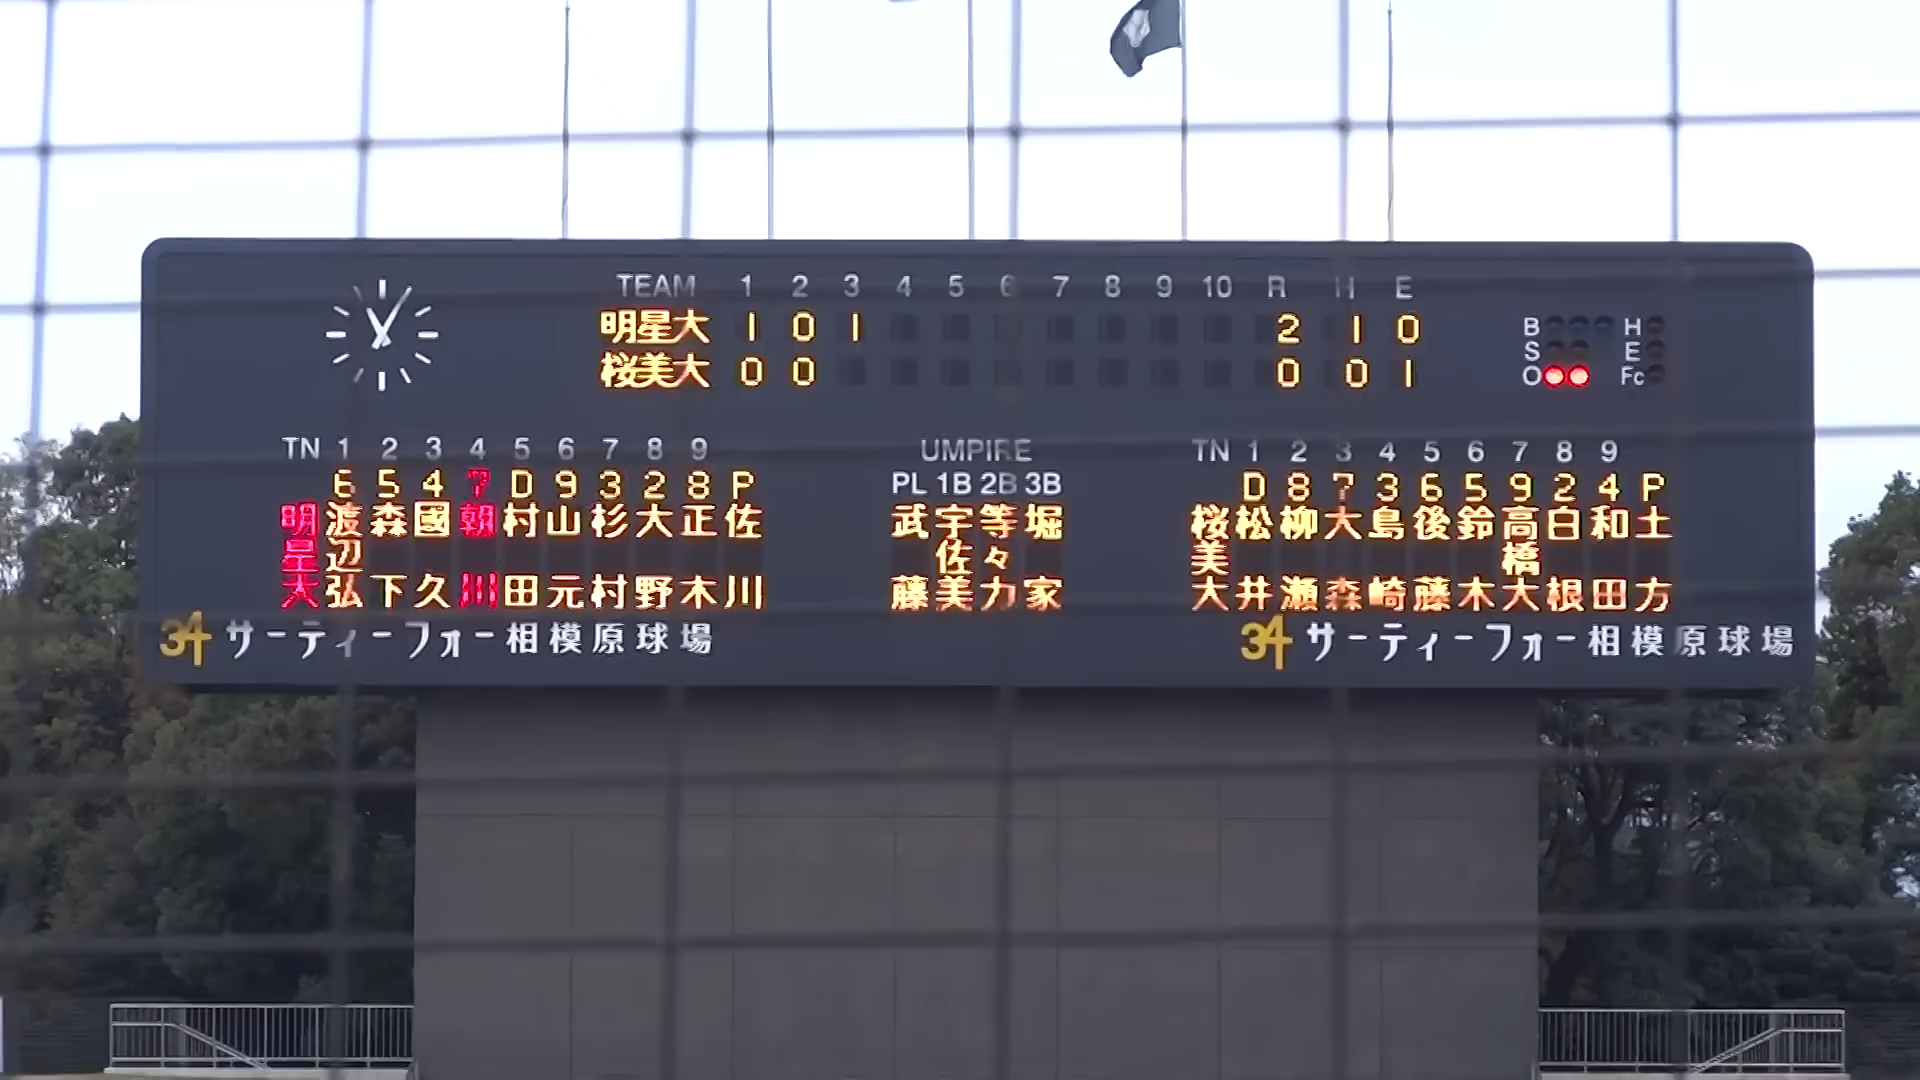 TEAM 1 2 3 4 5 6 7 8 9 10 R H E
明星大 1 0 1 2 1 0
桜美大 0 0 0 0 1
B H
S E
O Fc
TN 1 2 3 4 5 6 7 8 9
6 5 4 7 D 9 3 2 8 P
明 渡 森 國 朝 村 山 杉 大 正 佐
星 辺
大 弘 下 久 川 田 元 村 野 木 川
UMPIRE
PL 1B 2B 3B
武 宇 等 堀
佐 々
藤 美 力 家
TN 1 2 3 4 5 6 7 8 9
D 8 7 3 6 5 9 2 4 P
桜 松 柳 大 島 後 鈴 高 白 和 土
美 橋
大 井 瀬 森 崎 藤 木 大 根 田 方
34 サーティーフォー相模原球場
34 サーティーフォー相模原球場